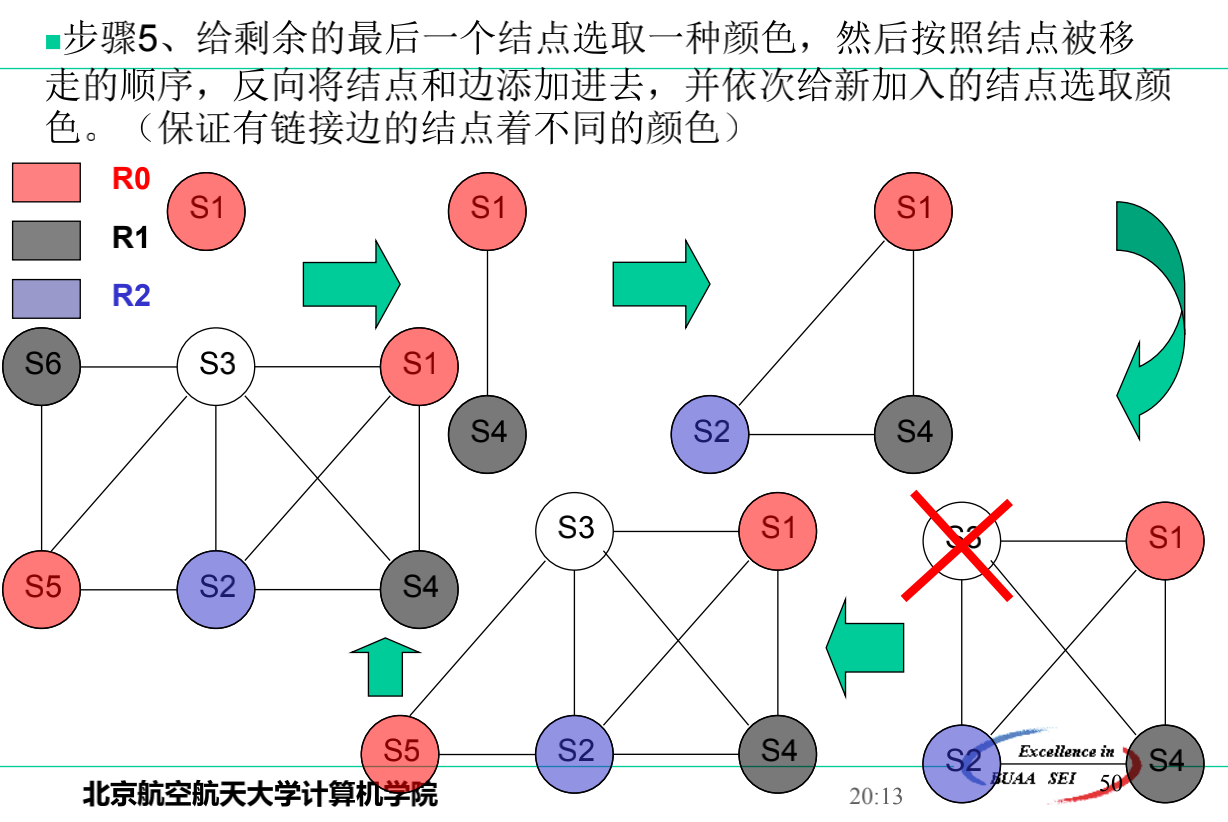 步骤5、给剩余的最后一个结点选取一种颜色，然后按照结点被移
走的顺序，反向将结点和边添加进去，并依次给新加入的结点选取颜
色。（保证有链接边的结点着不同的颜色）
R0
R1
R2
S1
S1
S4
S1
S2
S4
S6
S3
S1
S5
S2
S4
S3
S1
S5
S2
S4
S3
S1
S2
S4
Excellence in
BUAA SEI
北京航空航天大学计算机学院
20:13
50